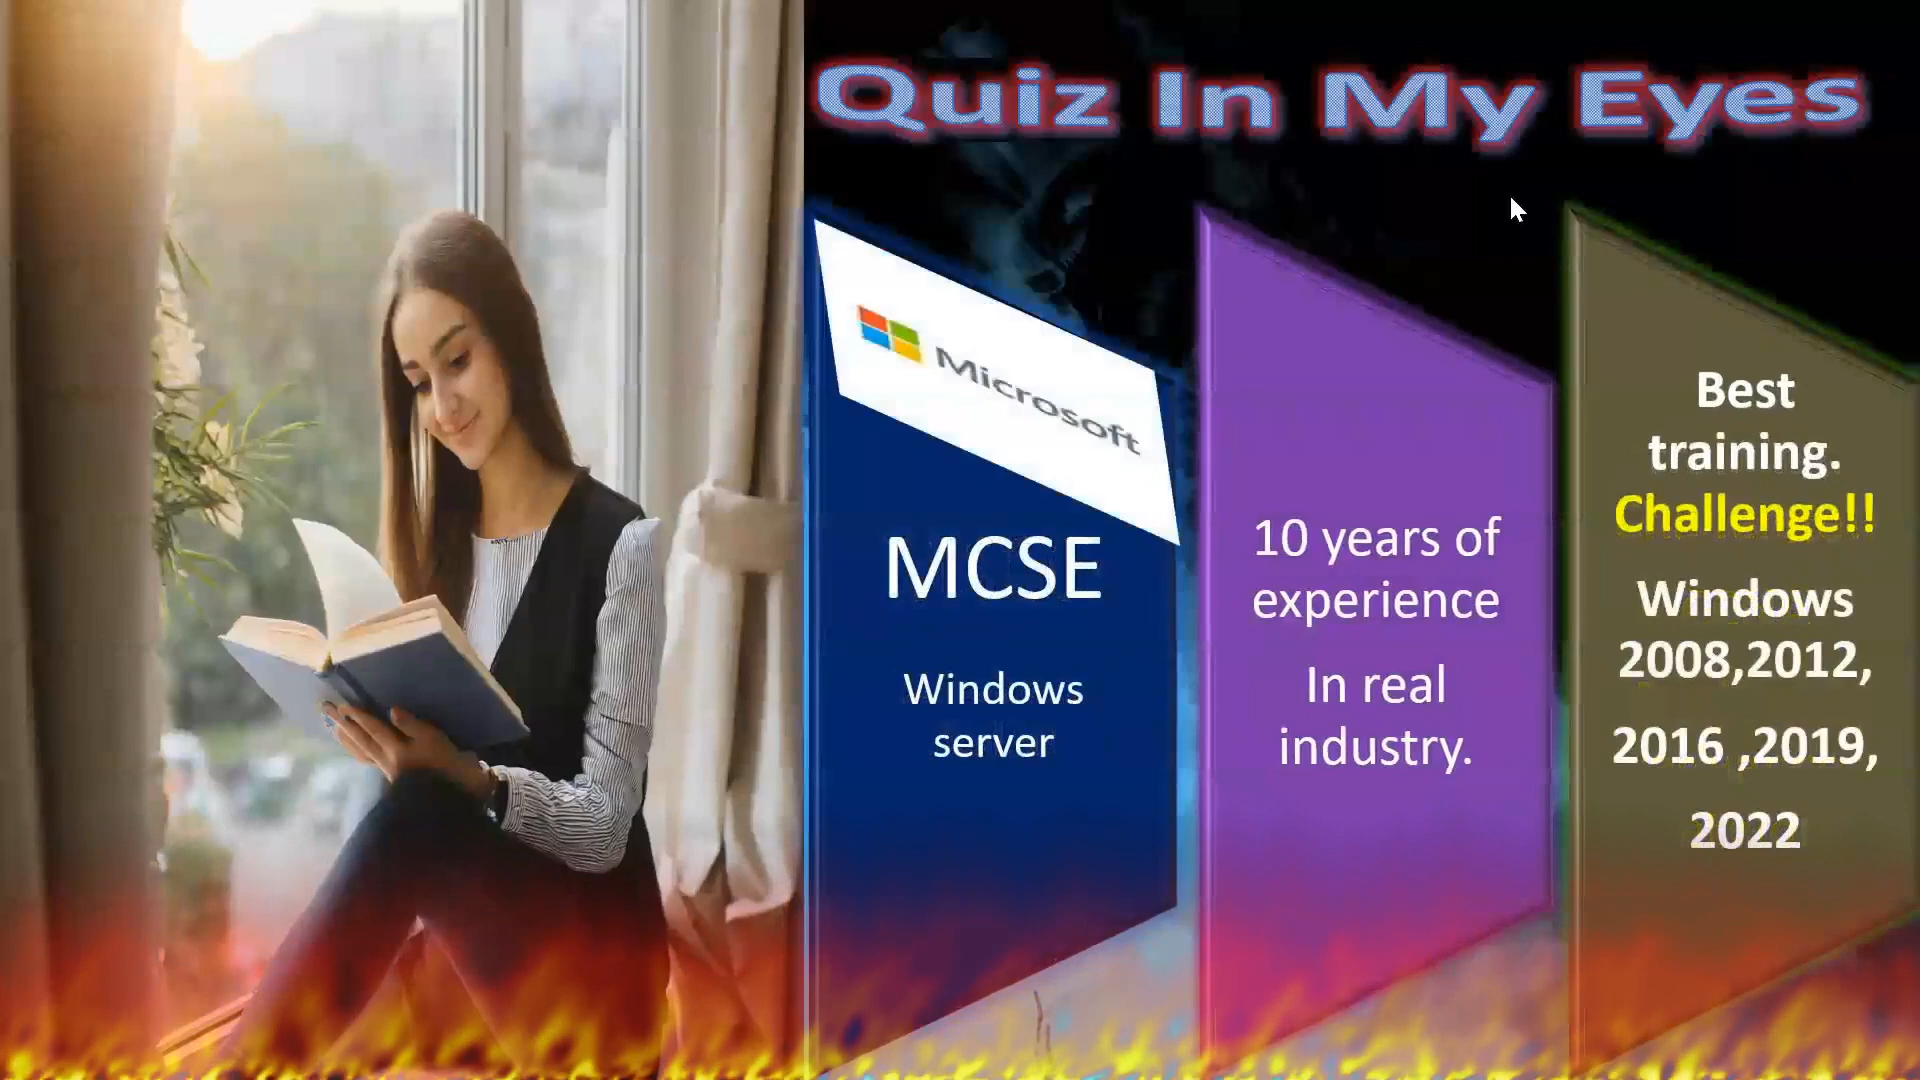 Quiz In My Eyes
Microsoft
MCSE
Windows
server
10 years of
experience
In real
industry.
Best
training.
Challenge!!
Windows
2008,2012,
2016 ,2019,
2022